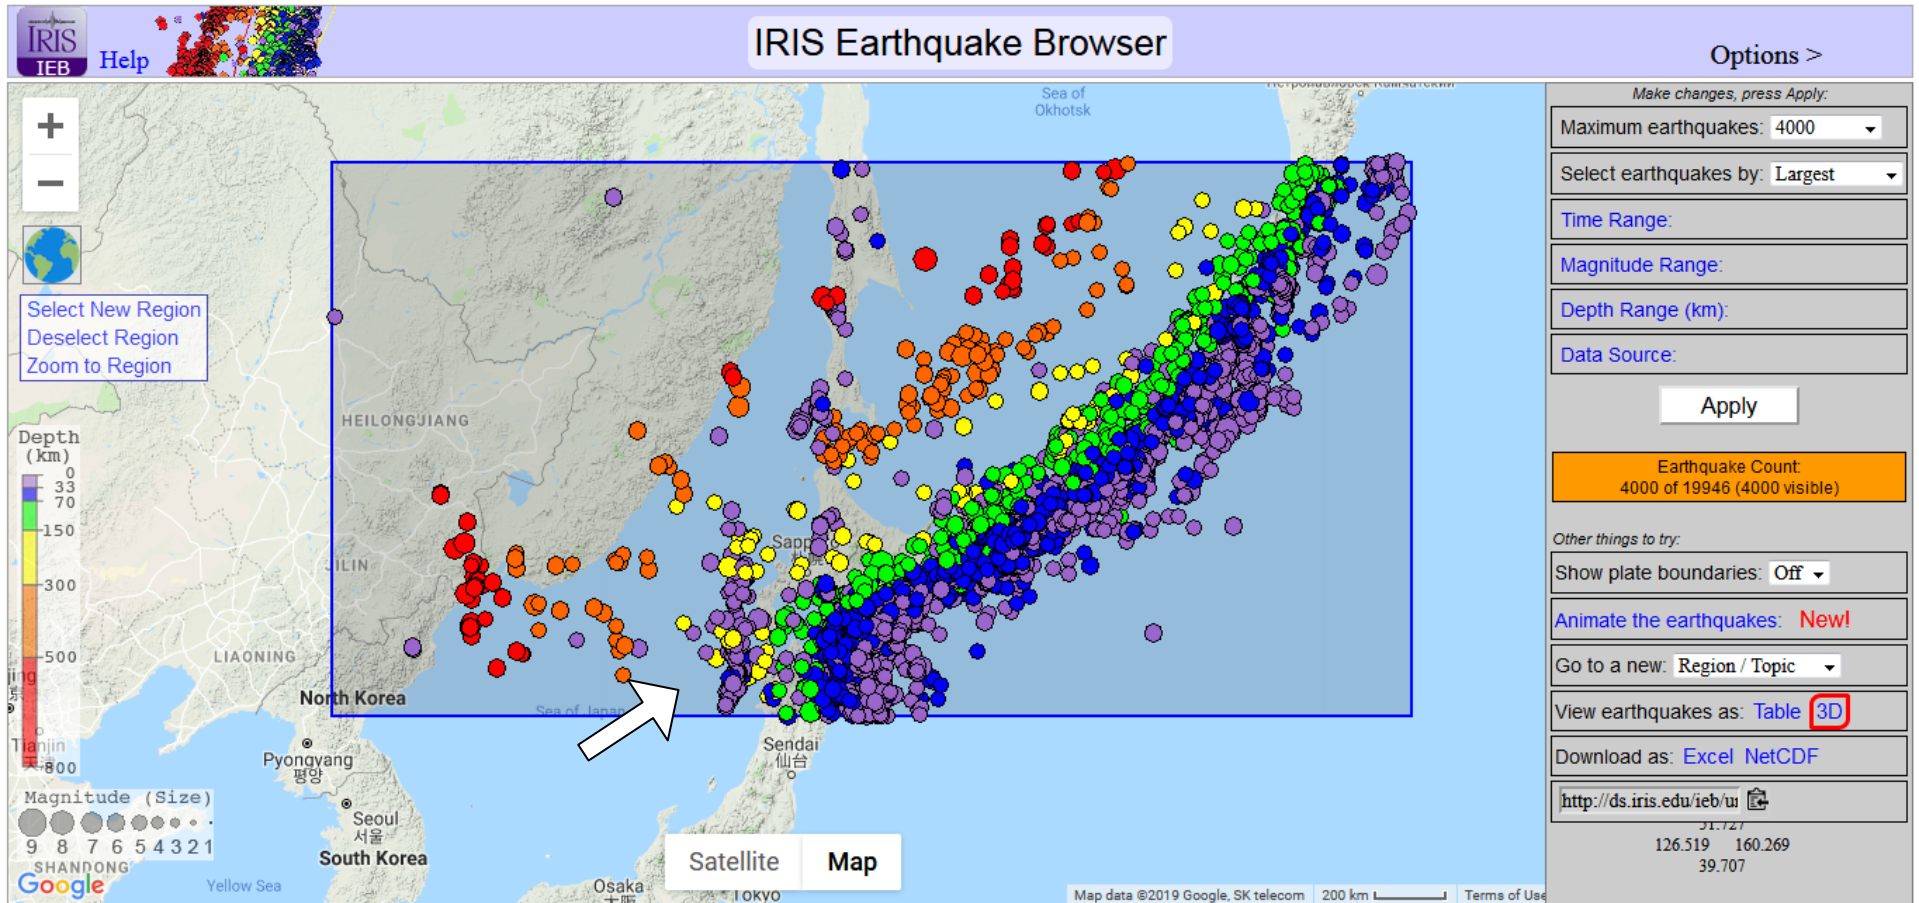 IRIS
IEB
Help
IRIS Earthquake Browser
Options >
Sea of
Okhotsk
Select New Region
Deselect Region
Zoom to Region
HEILONGJIANG
JILIN
LIAONING
Depth
(km)
0
33
70
150
300
500
800
North Korea
Sea of Japan
Sendai
仙台
Tianjin
Pyongyang
평양
Seoul
서울
South Korea
Magnitude (Size)
9 8 7 6 5 4 3 2 1
SHANDONG
Google
Yellow Sea
Osaka
Tokyo
Satellite
Map
Map data ©2019 Google, SK telecom
200 km
Terms of Use
Make changes, press Apply:
Maximum earthquakes: 4000
Select earthquakes by: Largest
Time Range:
Magnitude Range:
Depth Range (km):
Data Source:
Apply
Earthquake Count:
4000 of 19946 (4000 visible)
Other things to try:
Show plate boundaries: Off
Animate the earthquakes: New!
Go to a new: Region / Topic
View earthquakes as: Table 3D
Download as: Excel NetCDF
http://ds.iris.edu/ieb/u
51.727
126.519 160.269
39.707